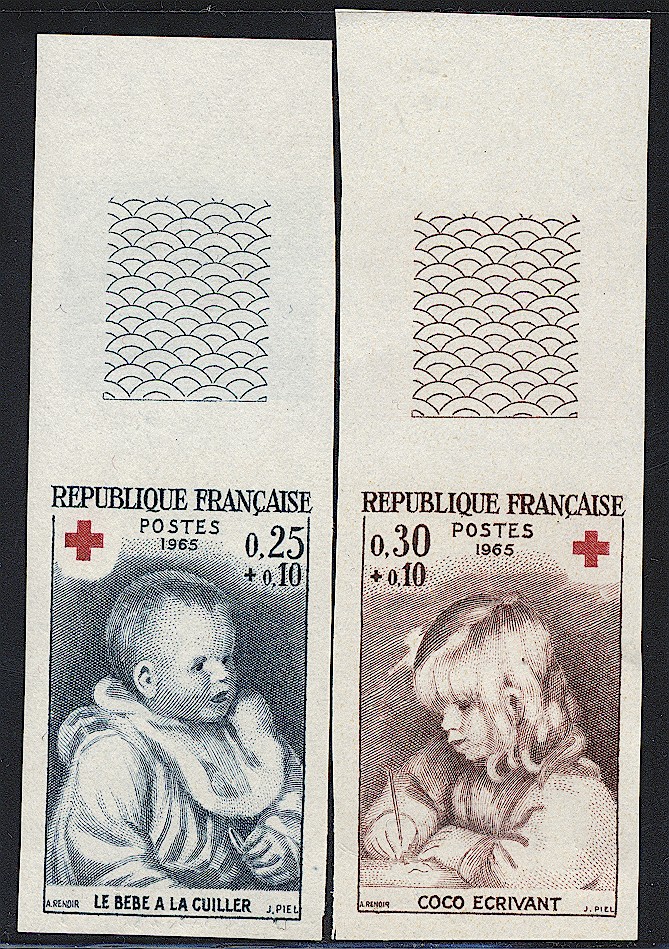 REPUBLIQUE FRANÇAISE
POSTES
1965
0,25
+ 0,10
A.RENOIR LE BEBE A LA CUILLER J. PIEL
REPUBLIQUE FRANÇAISE
0,30 POSTES
1965
+ 0,10
A.RENOIR COCO ECRIVANT J. PIEL